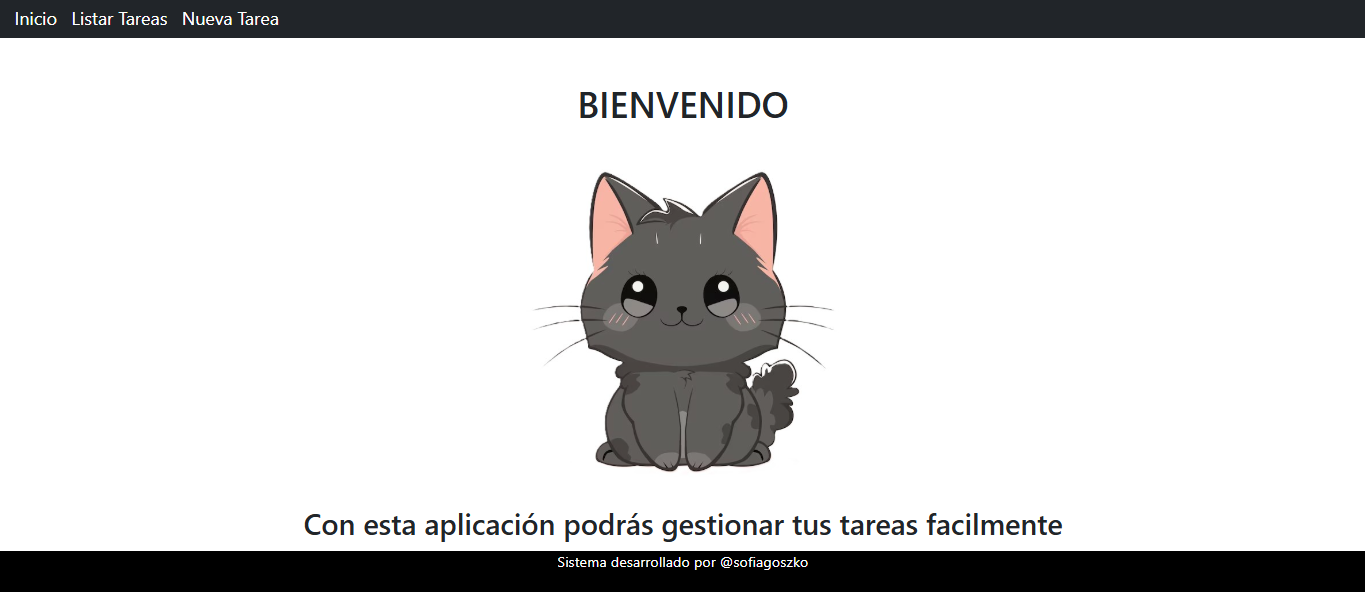 Inicio Listar Tareas Nueva Tarea
BIENVENIDO
Con esta aplicación podrás gestionar tus tareas facilmente
Sistema desarrollado por @sofiagoszko